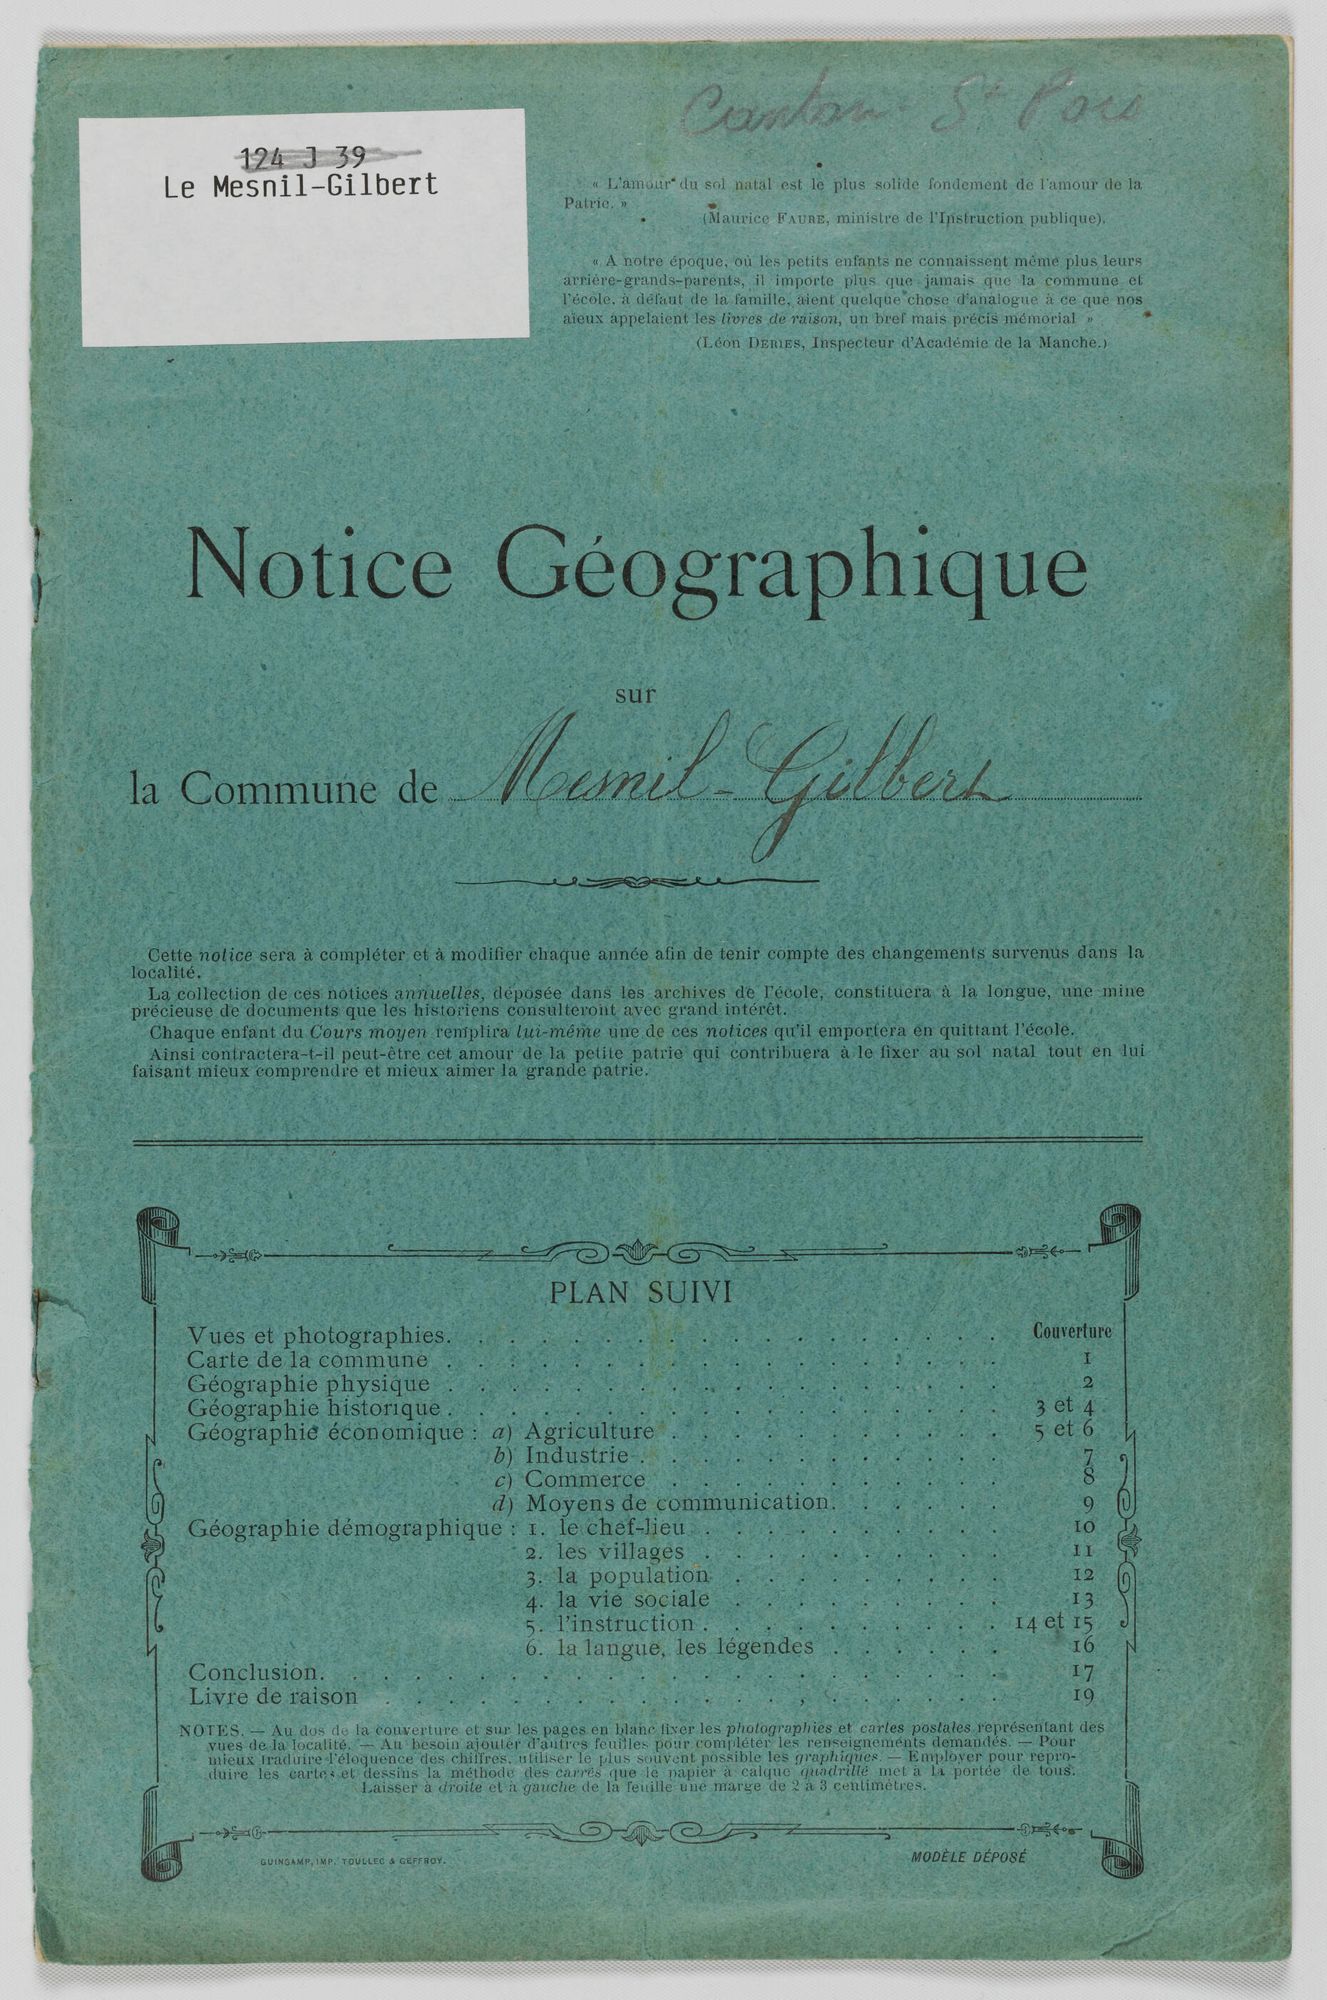 Canton St Pois
124 J 39
Le Mesnil-Gilbert
« L'amour du sol natal est le plus solide fondement de l'amour de la
Patrie. »
(Maurice FAURE, ministre de l'Instruction publique).
« A notre époque, où les petits enfants ne connaissent même plus leurs
arrière-grands-parents, il importe plus que jamais que la commune et
l'école, à défaut de la famille, aient quelque chose d'analogue à ce que nos
aieux appelaient les livres de raison, un bref mais précis mémorial »
(Léon DERIES, Inspecteur d'Académie de la Manche.)
Notice Géographique
sur
la Commune de Mesnil-Gilbert
Cette notice sera à compléter et à modifier chaque année afin de tenir compte des changements survenus dans la
localité.
La collection de ces notices annuelles, déposée dans les archives de l'école, constituera à la longue, une mine
précieuse de documents que les historiens consulteront avec grand intérêt.
Chaque enfant du Cours moyen remplira lui-même une de ces notices qu'il emportera en quittant l'école.
Ainsi contractera-t-il peut-être cet amour de la petite patrie qui contribuera à le fixer au sol natal tout en lui
faisant mieux comprendre et mieux aimer la grande patrie.
PLAN SUIVI
Vues et photographies. Couverture
Carte de la commune 1
Géographie physique 2
Géographie historique 3 et 4
Géographie économique : a) Agriculture 5 et 6
b) Industrie 7
c) Commerce 8
d) Moyens de communication. 9
Géographie démographique : 1. le chef-lieu 10
2. les villages 11
3. la population 12
4. la vie sociale 13
5. l'instruction 14 et 15
6. la langue, les légendes 16
Conclusion. 17
Livre de raison 19
NOTES. — Au dos de la couverture et sur les pages en blanc fixer les photographies et cartes postales représentant des
vues de la localité. — Au besoin ajouter d'autres feuilles pour compléter les renseignements demandés. — Pour
mieux traduire l'éloquence des chiffres, utiliser le plus souvent possible les graphiques. — Employer pour repro-
duire les cartes et dessins la méthode des carrés que le papier à calque quadrillé met à la portée de tous.
Laisser à droite et à gauche de la feuille une marge de 2 à 3 centimètres.
GUINGAMP, IMP. TOULLEC & GEFFROY.
MODÈLE DÉPOSÉ